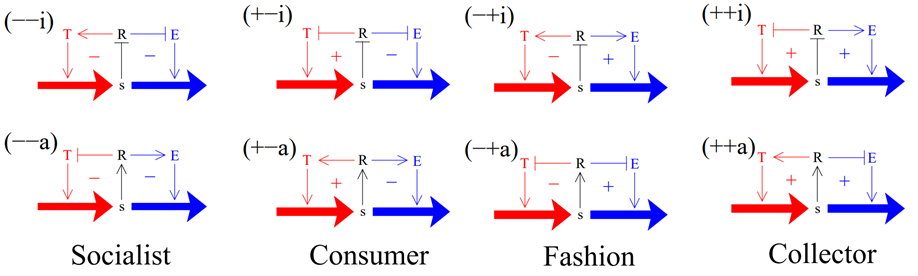 (−−i) (+−i) (−+i) (++i)
T R E T R E T R E T R E
− − + − − + + +
s s s s
(−−a) (+−a) (−+a) (++a)
T R E T R E T R E T R E
− − + − − + + +
s s s s
Socialist Consumer Fashion Collector